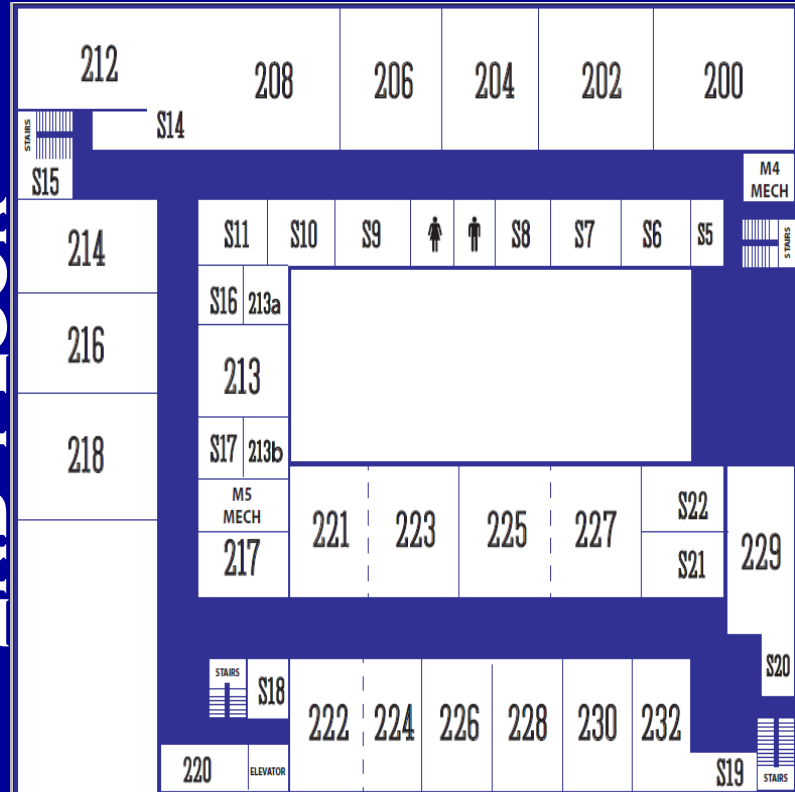 212
208
206
204
202
200
S14
STAIRS
S15
M4
MECH
STAIRS
S11
S10
S9
S8
S7
S6
S5
214
S16
213a
216
213
218
S17
213b
M5
MECH
217
221
223
225
227
S22
S21
229
STAIRS
S18
S20
222
224
226
228
230
232
220
ELEVATOR
S19
STAIRS